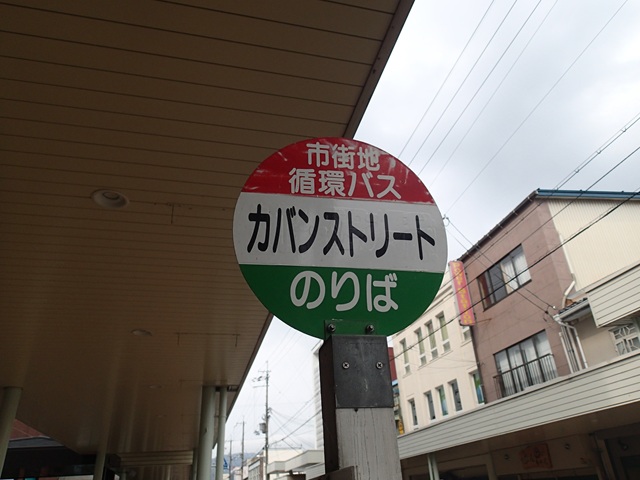 市街地
循環バス
カバンストリート
のりば